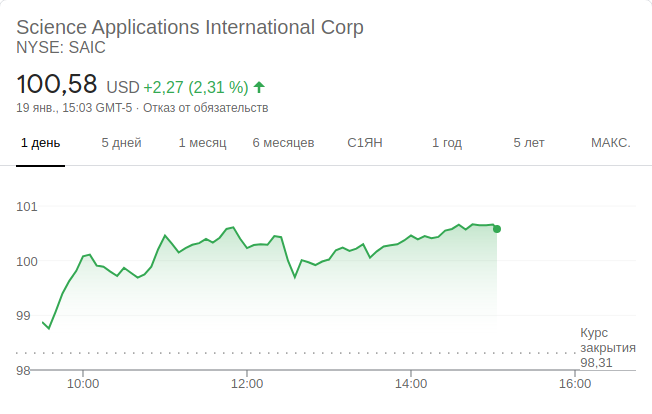 Science Applications International Corp
NYSE: SAIC
100,58 USD +2,27 (2,31 %)
19 янв., 15:03 GMT-5 · Отказ от обязательств
1 день 5 дней 1 месяц 6 месяцев С1ЯН 1 год 5 лет МАКС.
101
100
99
Курс
закрытия
98,31
98
10:00 12:00 14:00 16:00